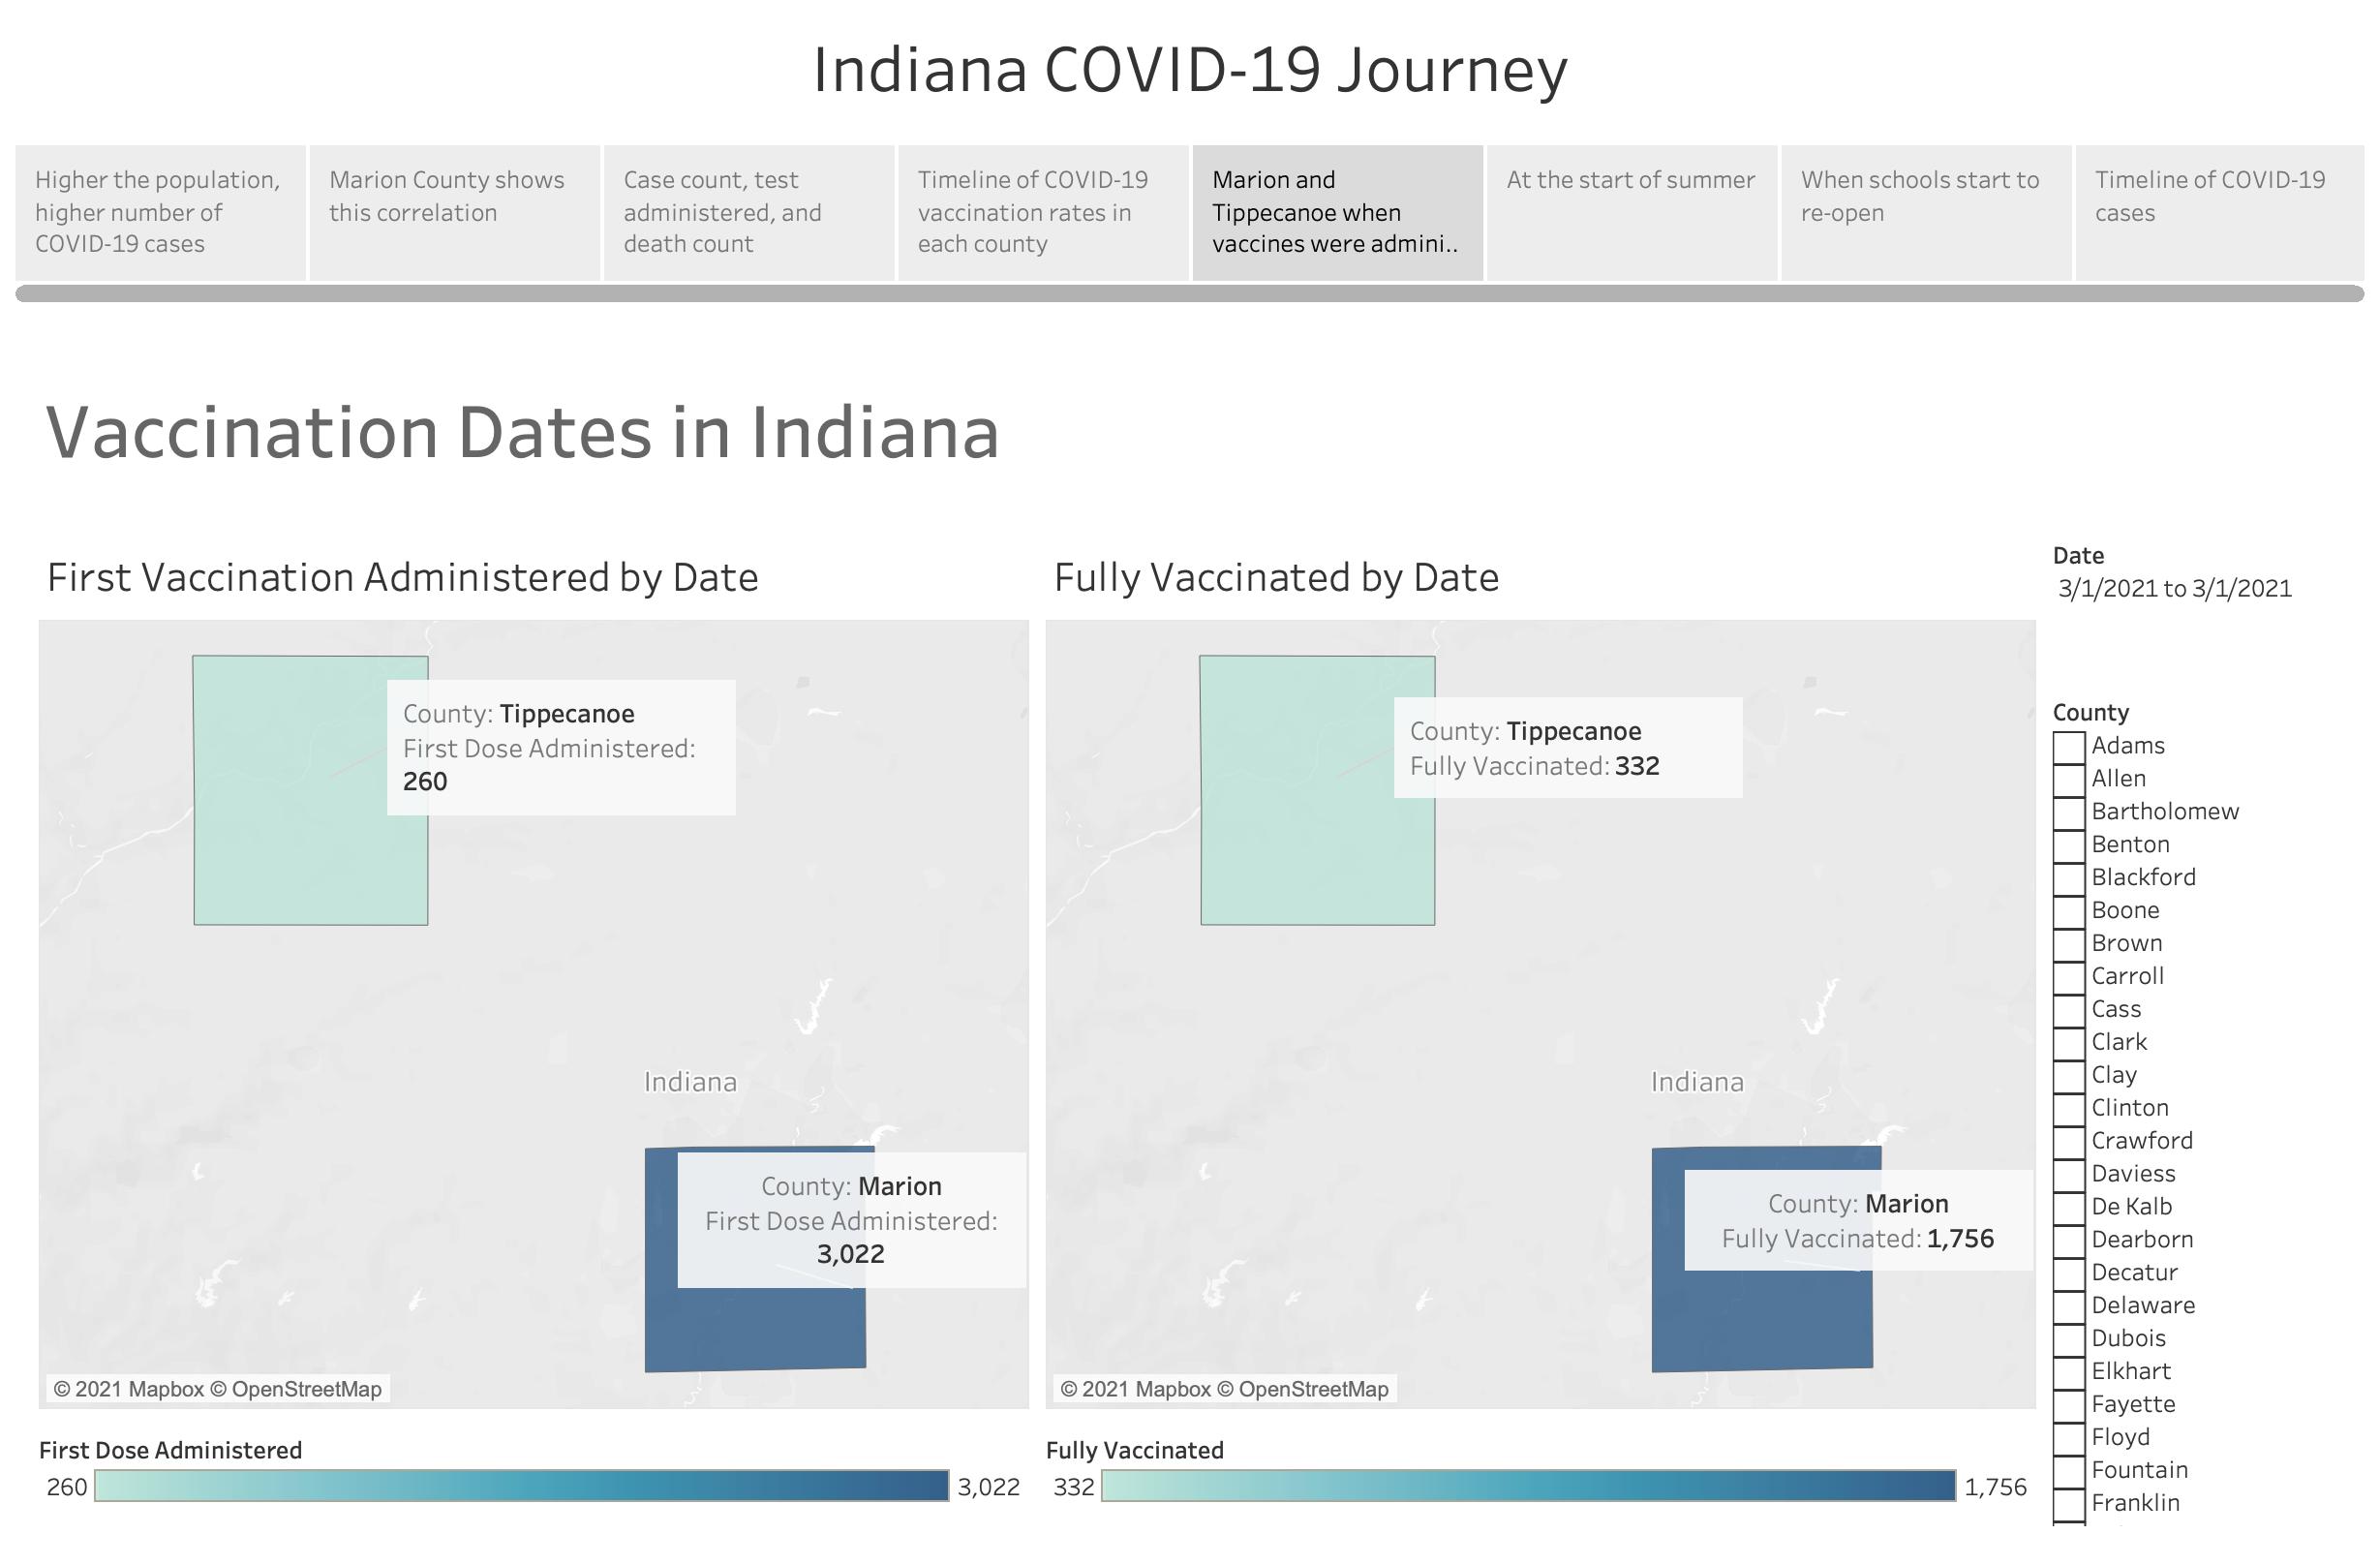 Indiana COVID-19 Journey
Higher the population,
higher number of
COVID-19 cases
Marion County shows
this correlation
Case count, test
administered, and
death count
Timeline of COVID-19
vaccination rates in
each county
Marion and
Tippecanoe when
vaccines were admini..
At the start of summer
When schools start to
re-open
Timeline of COVID-19
cases
Vaccination Dates in Indiana
First Vaccination Administered by Date
County: Tippecanoe
First Dose Administered:
260
Indiana
County: Marion
First Dose Administered:
3,022
© 2021 Mapbox © OpenStreetMap
First Dose Administered
260
3,022
Fully Vaccinated by Date
County: Tippecanoe
Fully Vaccinated: 332
Indiana
County: Marion
Fully Vaccinated: 1,756
© 2021 Mapbox © OpenStreetMap
Fully Vaccinated
332
1,756
Date
3/1/2021 to 3/1/2021
County
Adams
Allen
Bartholomew
Benton
Blackford
Boone
Brown
Carroll
Cass
Clark
Clay
Clinton
Crawford
Daviess
De Kalb
Dearborn
Decatur
Delaware
Dubois
Elkhart
Fayette
Floyd
Fountain
Franklin